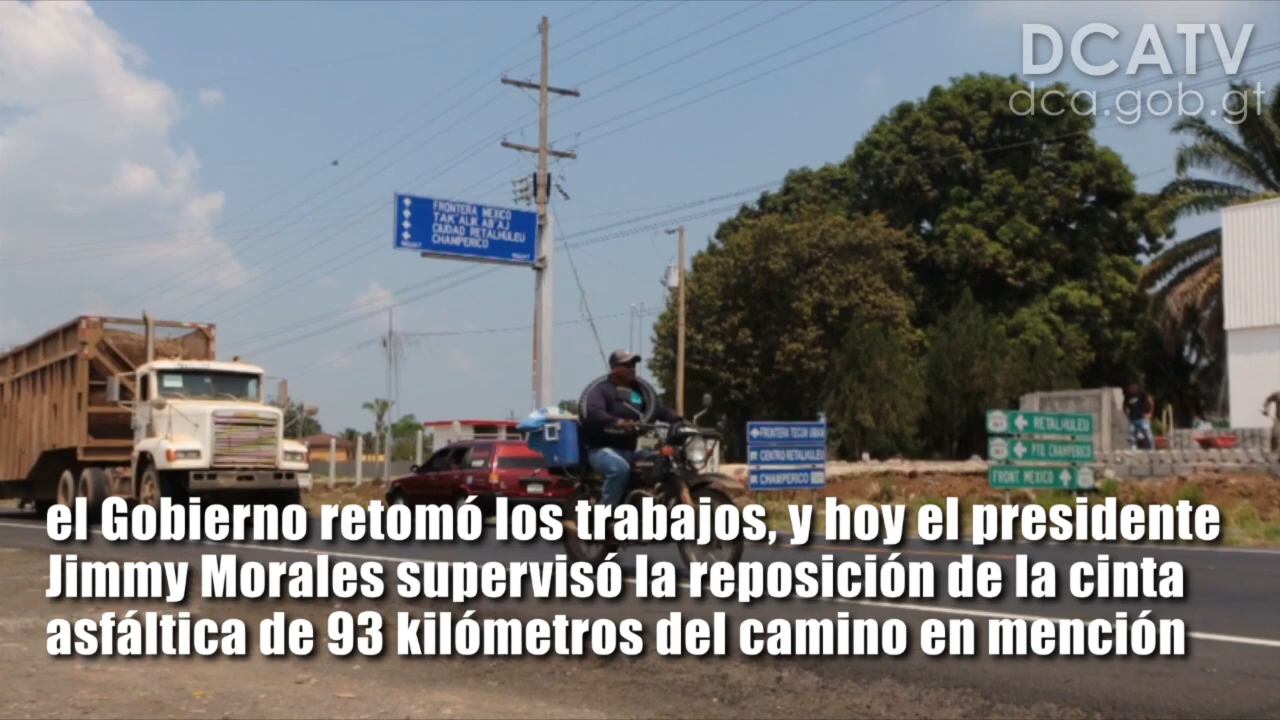 DCATV
dca.gob.gt
FRONTERA MEXICO
TAK'ALIK AB'AJ
CIUDAD RETALHULEU
CHAMPERICO
FRONTERA TECUN UMAN
CENTRO RETALHULEU
CHAMPERICO
RETALHULEU
PTO. CHAMPERICO
FRONT. MEXICO
el Gobierno retomó los trabajos, y hoy el presidente
Jimmy Morales supervisó la reposición de la cinta
asfáltica de 93 kilómetros del camino en mención